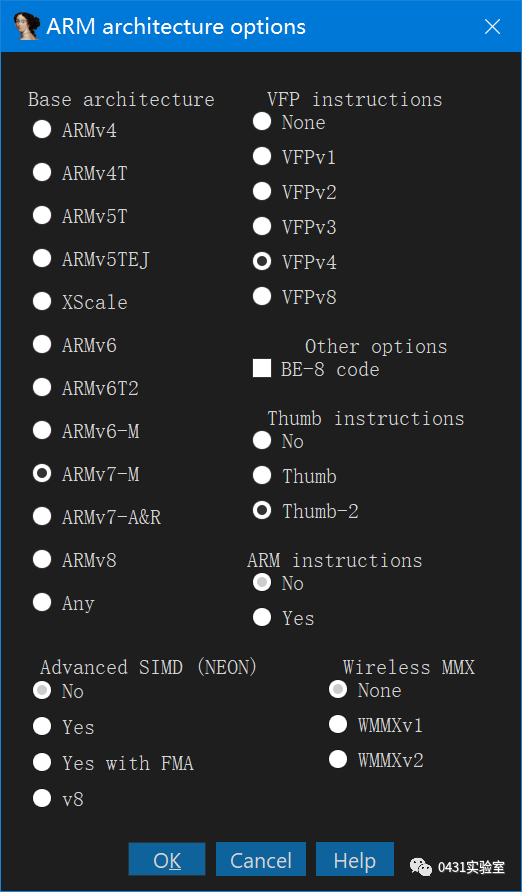 ARM architecture options
Base architecture
ARMv4
ARMv4T
ARMv5T
ARMv5TEJ
XScale
ARMv6
ARMv6T2
ARMv6-M
ARMv7-M
ARMv7-A&R
ARMv8
Any
VFP instructions
None
VFPv1
VFPv2
VFPv3
VFPv4
VFPv8
Other options
BE-8 code
Thumb instructions
No
Thumb
Thumb-2
ARM instructions
No
Yes
Advanced SIMD (NEON)
No
Yes
Yes with FMA
v8
Wireless MMX
None
WMMXv1
WMMXv2
OK Cancel Help
0431实验室